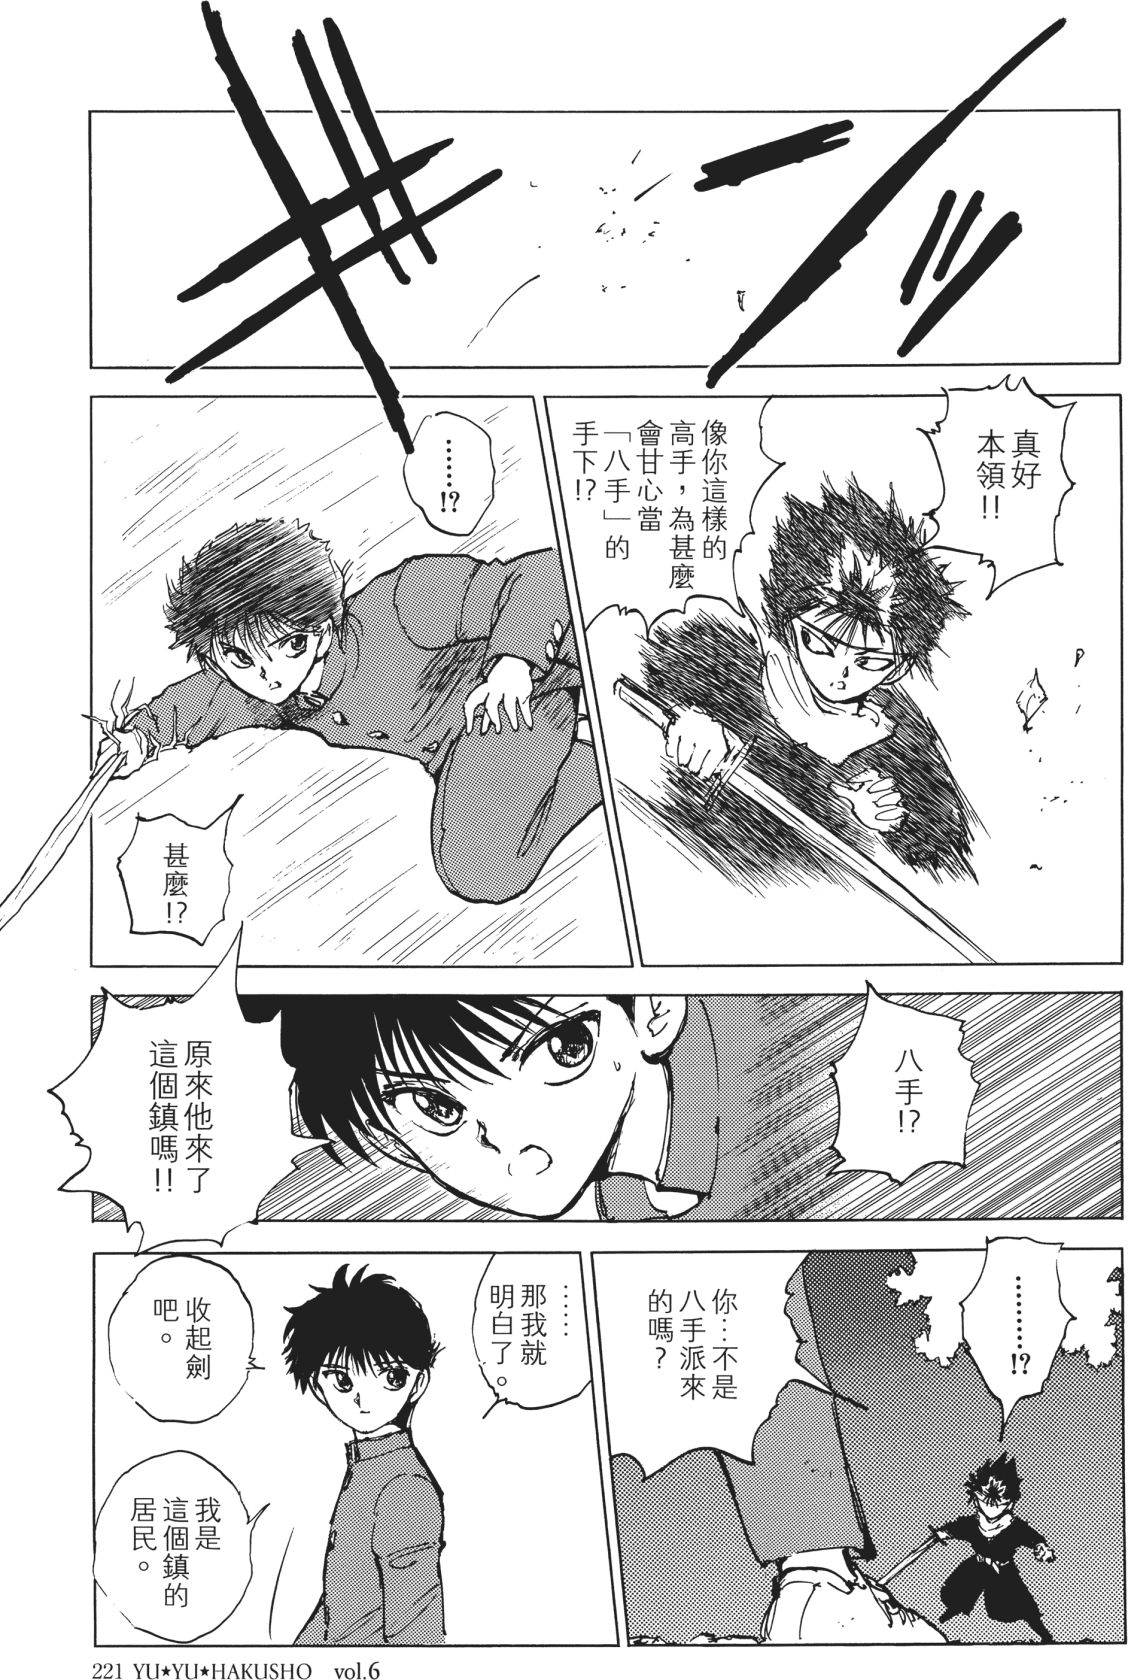 キーン
真好
本領!!
像你這樣的
高手，為甚麼
會甘心當
「八手」的
手下!?
……!?
甚麼!?
八手!?
原來他來了
這個鎮嗎!!
………!?
你…不是
八手派來
的嗎？
……
那我就
明白了。
收起劍
吧。
我是
這個鎮的
居民。
221 YU★YU★HAKUSHO vol.6